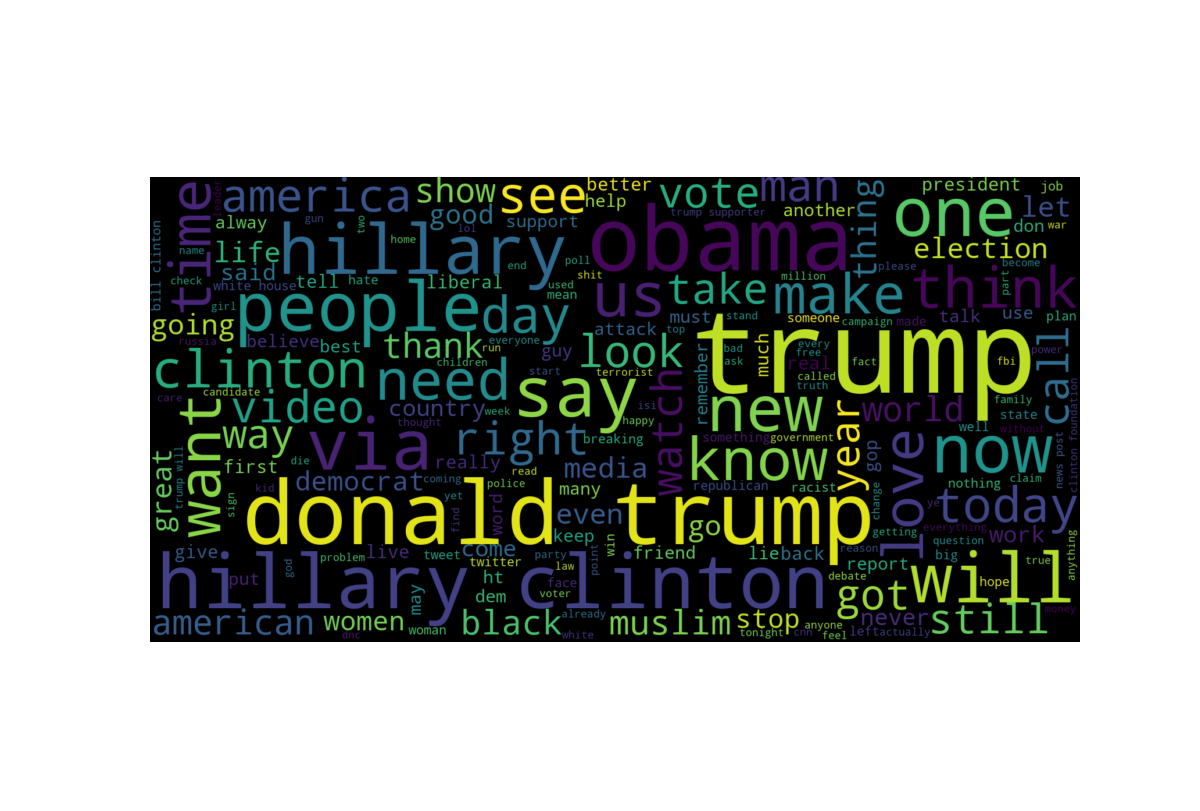 america
show
see
better
help
vote
man
thing
president
job
leader
time
alway
gun
two
good
support
trump supporter
another
one
don
war
let
lol
home
life
hillary
obama
election
bill clinton
name
said
end
poll
please
become
part
check
white house
tell
hate
liberal
shit
used
mean
us
take
million
make
think
girl
people
day
must
stand
someone
campaign
made
talk
use
plan
going
attack
top
trump
russia
believe
best
thank
run
everyone
guy
look
remember
bad
ask
much
every
free
real
fact
fbi
power
call
clinton
children
start
terrorist
called
truth
candidate
need
say
watch
family
care
video
country
week
isi
happy
new
year
world
state
without
thought
well
want
way
via
right
breaking
something
government
know
gop
love
now
news post
clinton foundation
great
trump will
first
die
really
read
media
democrat
coming
police
many
republican
racist
nothing
claim
kid
sign
yet
word
change
ye
today
donald trump
find
even
go
everything
keep
win
getting
question
work
anything
give
live
tweet
come
friend
lie
back
reason
big
true
god
problem
twitter
party
point
law
report
hillary clinton
put
ht
face
debate
will
hope
may
dem
voter
already
got
money
american
women
woman
black
muslim
stop
anyone
never
still
dnc
white
tonight
cnn
feel
left
actually